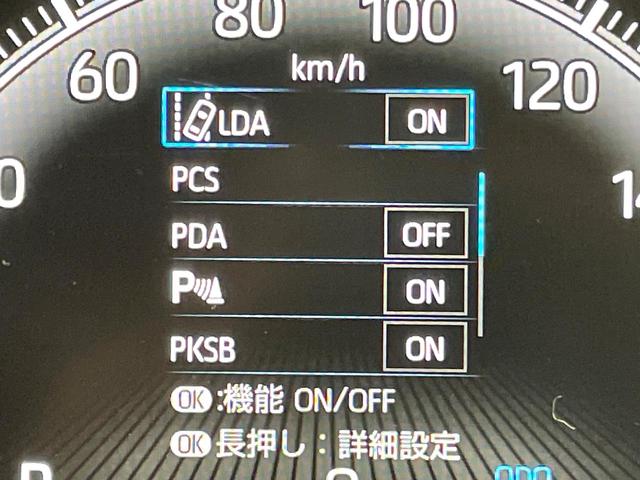 80 100
60 km/h 120
LDA ON
PCS
PDA OFF
P ON
PKSB ON
OK :機能 ON/OFF
OK 長押し：詳細設定